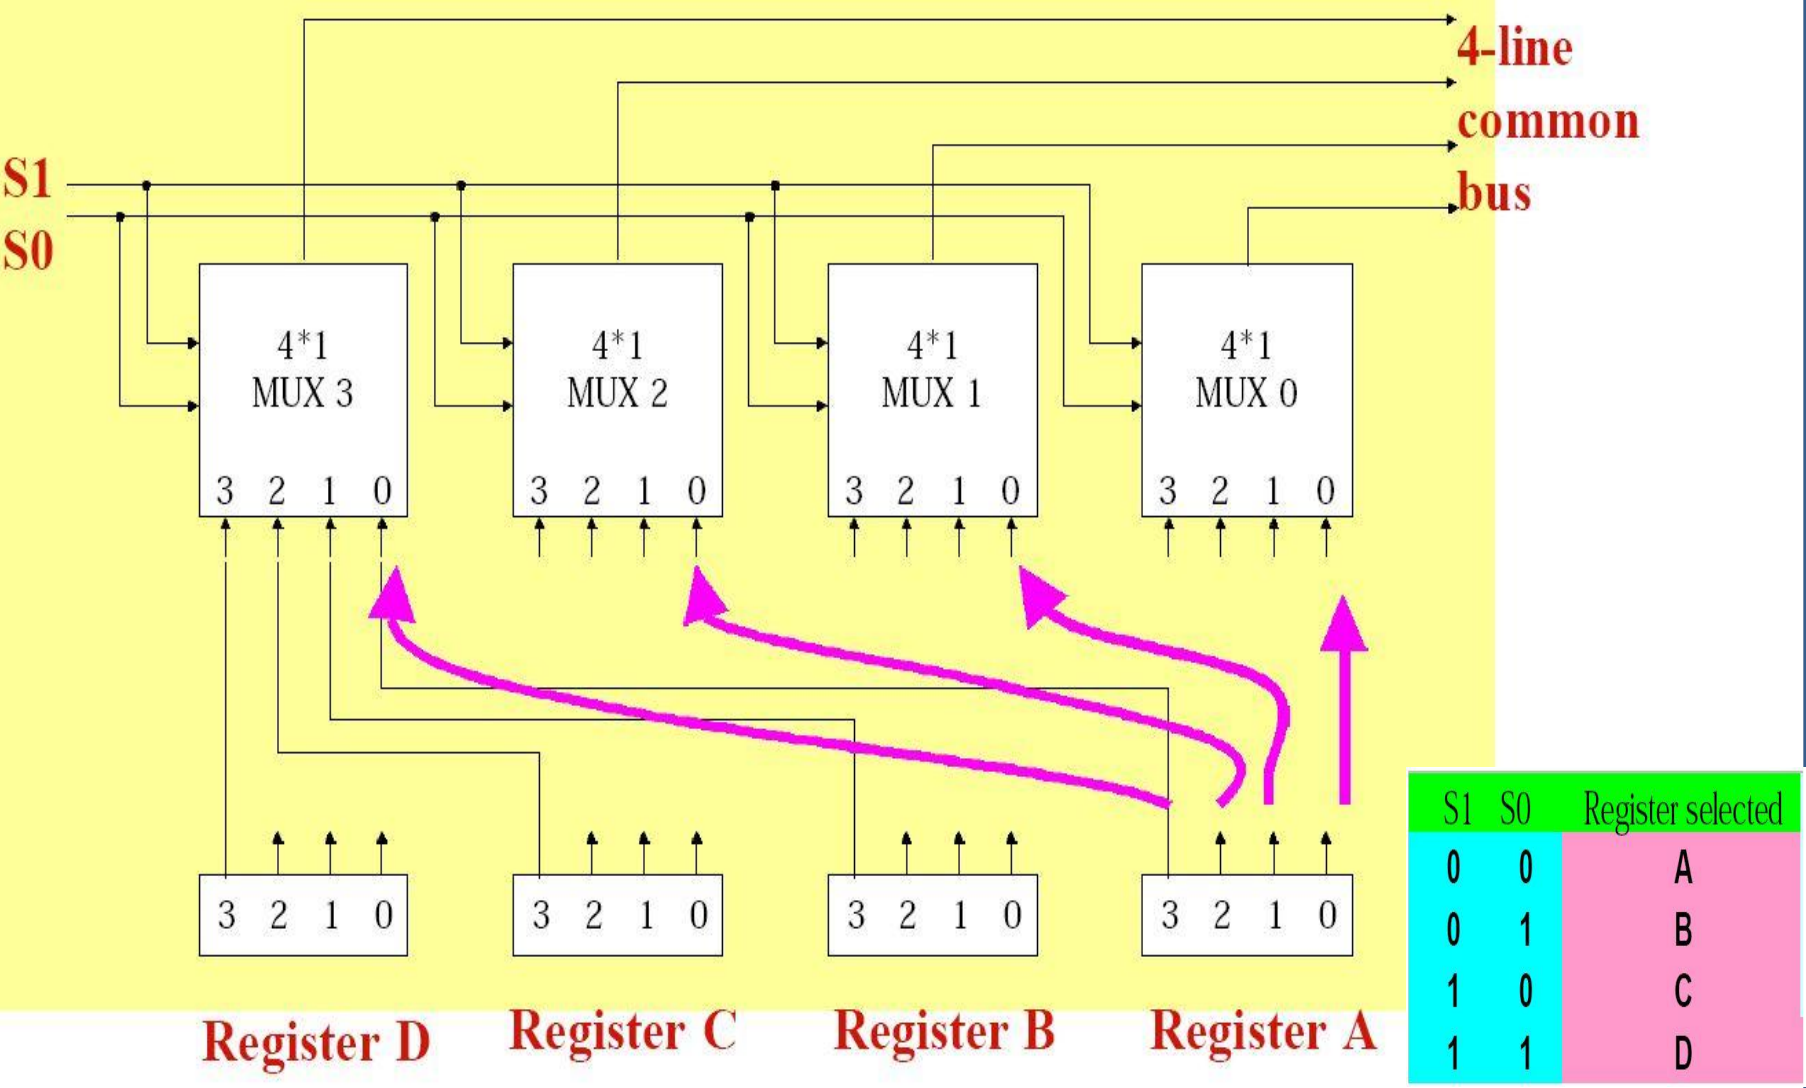 4-line
common
bus
S1
S0
4*1
MUX 3
4*1
MUX 2
4*1
MUX 1
4*1
MUX 0
3 2 1 0
3 2 1 0
3 2 1 0
3 2 1 0
3 2 1 0
3 2 1 0
3 2 1 0
3 2 1 0
Register D
Register C
Register B
Register A
S1 S0 Register selected
0 0 A
0 1 B
1 0 C
1 1 D